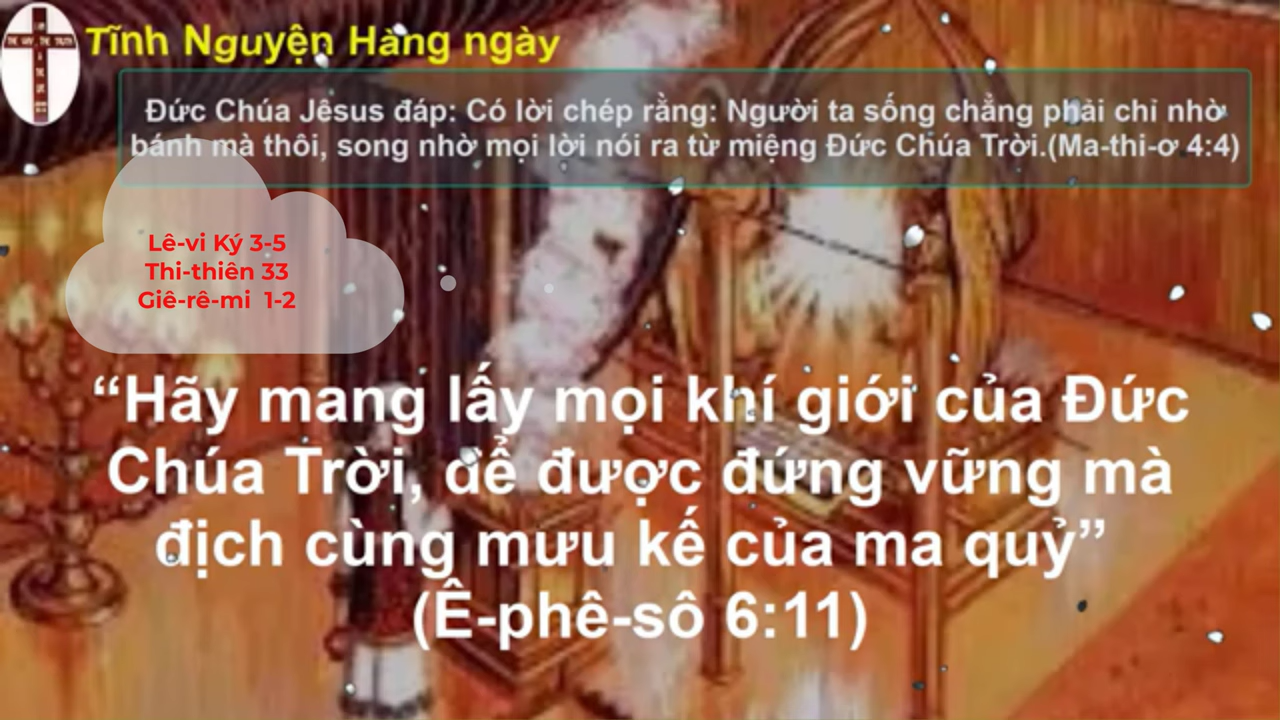 Tĩnh Nguyện Hàng ngày
Đức Chúa Jêsus đáp: Có lời chép rằng: Người ta sống chẳng phải chỉ nhờ
bánh mà thôi, song nhờ mọi lời nói ra từ miệng Đức Chúa Trời.(Ma-thi-ơ 4:4)
Lê-vi Ký 3-5
Thi-thiên 33
Giê-rê-mi 1-2
“Hãy mang lấy mọi khí giới của Đức
Chúa Trời, để được đứng vững mà
địch cùng mưu kế của ma quỷ”
(Ê-phê-sô 6:11)